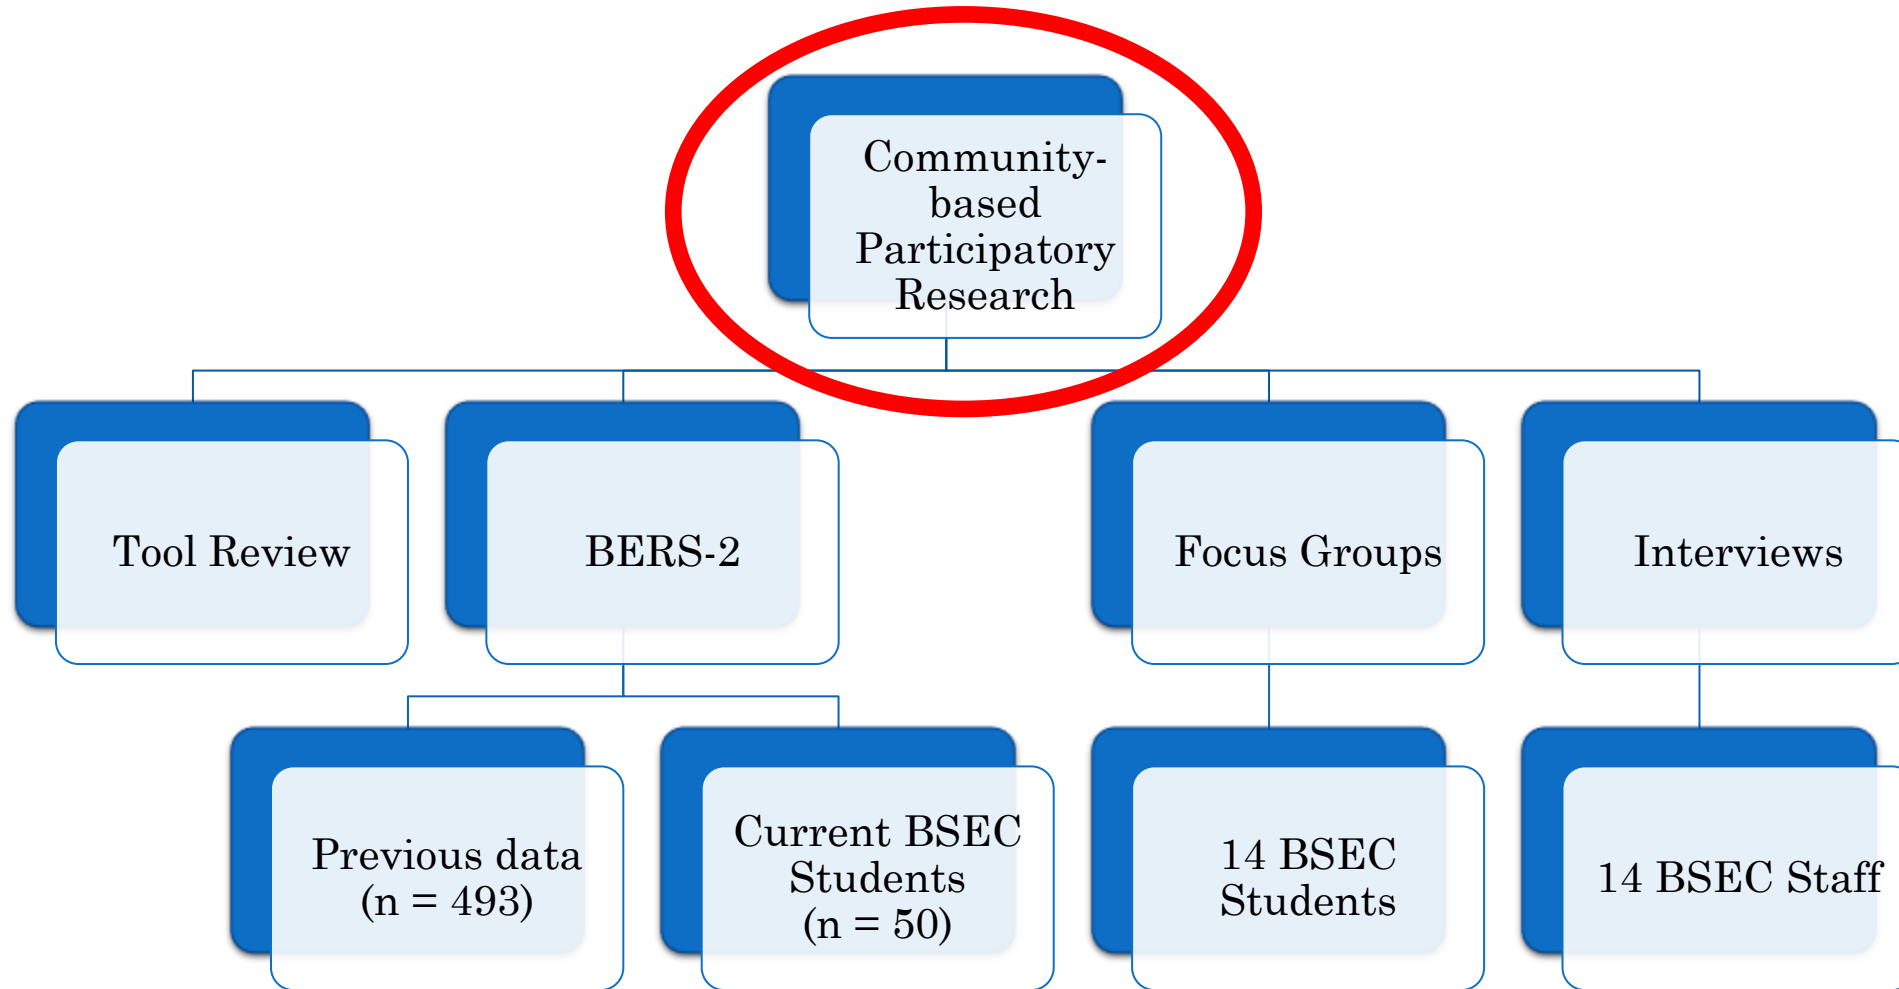 Community-
based
Participatory
Research
Tool Review
BERS-2
Focus Groups
Interviews
Previous data
(n = 493)
Current BSEC
Students
(n = 50)
14 BSEC
Students
14 BSEC Staff